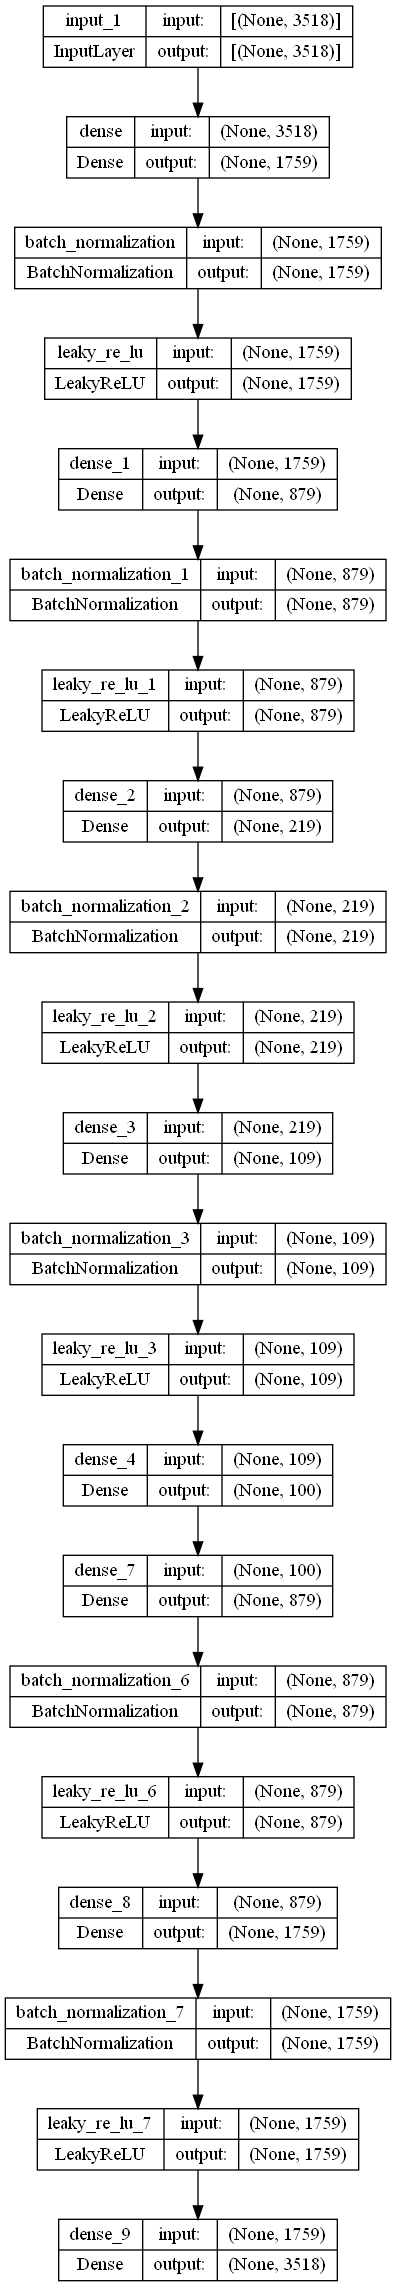 input_1 input: [(None, 3518)]
InputLayer output: [(None, 3518)]
dense input: (None, 3518)
Dense output: (None, 1759)
batch_normalization input: (None, 1759)
BatchNormalization output: (None, 1759)
leaky_re_lu input: (None, 1759)
LeakyReLU output: (None, 1759)
dense_1 input: (None, 1759)
Dense output: (None, 879)
batch_normalization_1 input: (None, 879)
BatchNormalization output: (None, 879)
leaky_re_lu_1 input: (None, 879)
LeakyReLU output: (None, 879)
dense_2 input: (None, 879)
Dense output: (None, 219)
batch_normalization_2 input: (None, 219)
BatchNormalization output: (None, 219)
leaky_re_lu_2 input: (None, 219)
LeakyReLU output: (None, 219)
dense_3 input: (None, 219)
Dense output: (None, 109)
batch_normalization_3 input: (None, 109)
BatchNormalization output: (None, 109)
leaky_re_lu_3 input: (None, 109)
LeakyReLU output: (None, 109)
dense_4 input: (None, 109)
Dense output: (None, 100)
dense_7 input: (None, 100)
Dense output: (None, 879)
batch_normalization_6 input: (None, 879)
BatchNormalization output: (None, 879)
leaky_re_lu_6 input: (None, 879)
LeakyReLU output: (None, 879)
dense_8 input: (None, 879)
Dense output: (None, 1759)
batch_normalization_7 input: (None, 1759)
BatchNormalization output: (None, 1759)
leaky_re_lu_7 input: (None, 1759)
LeakyReLU output: (None, 1759)
dense_9 input: (None, 1759)
Dense output: (None, 3518)